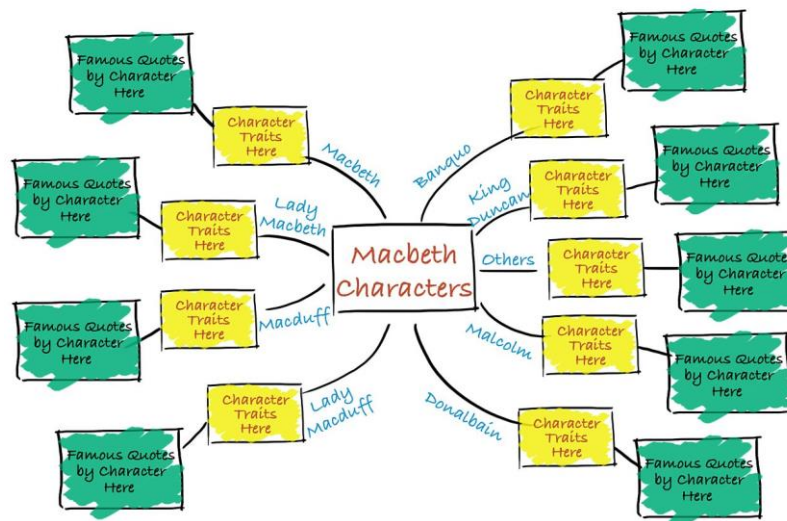 Macbeth
Characters
Macbeth
Character
Traits
Here
Famous Quotes
by Character
Here
Lady
Macbeth
Character
Traits
Here
Famous Quotes
by Character
Here
Macduff
Character
Traits
Here
Famous Quotes
by Character
Here
Lady
Macduff
Character
Traits
Here
Famous Quotes
by Character
Here
Banquo
Character
Traits
Here
Famous Quotes
by Character
Here
King
Duncan
Character
Traits
Here
Famous Quotes
by Character
Here
Others
Character
Traits
Here
Famous Quotes
by Character
Here
Malcolm
Character
Traits
Here
Famous Quotes
by Character
Here
Donalbain
Character
Traits
Here
Famous Quotes
by Character
Here